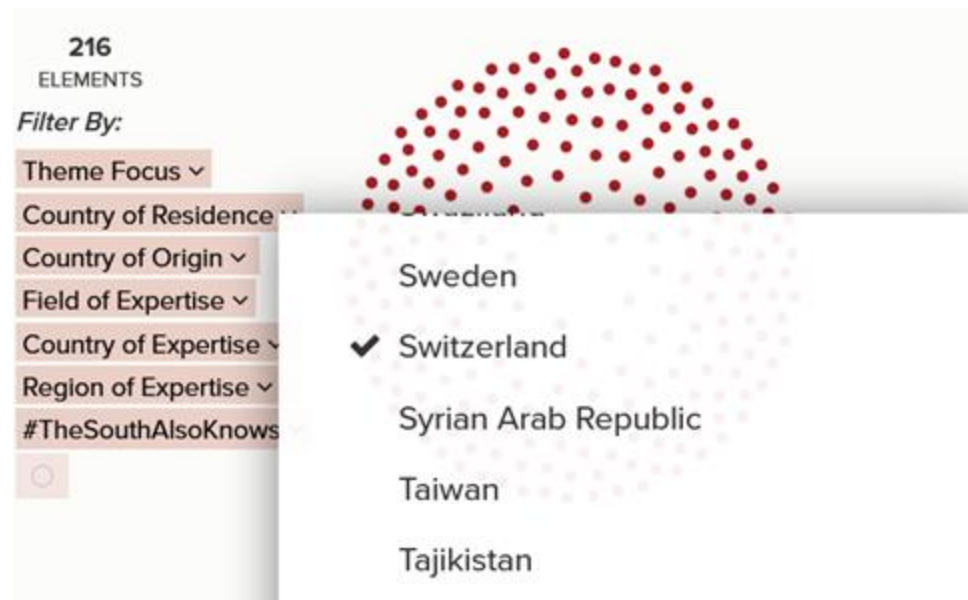 216
ELEMENTS
Filter By:
Theme Focus
Country of Residence
Country of Origin
Field of Expertise
Country of Expertise
Region of Expertise
#TheSouthAlsoKnows
Sweden
Switzerland
Syrian Arab Republic
Taiwan
Tajikistan